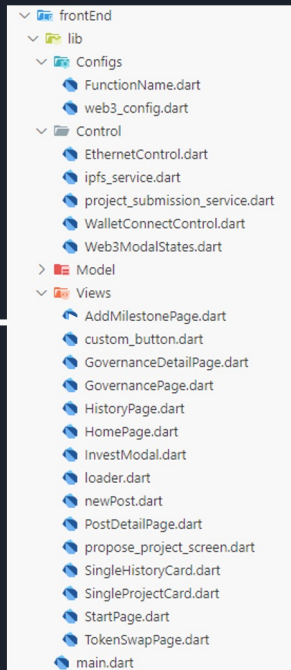 frontEnd
lib
Configs
FunctionName.dart
web3_config.dart
Control
EthernetControl.dart
ipfs_service.dart
project_submission_service.dart
WalletConnectControl.dart
Web3ModalStates.dart
Model
Views
AddMilestonePage.dart
custom_button.dart
GovernanceDetailPage.dart
GovernancePage.dart
HistoryPage.dart
HomePage.dart
InvestModal.dart
loader.dart
newPost.dart
PostDetailPage.dart
propose_project_screen.dart
SingleHistoryCard.dart
SingleProjectCard.dart
StartPage.dart
TokenSwapPage.dart
main.dart